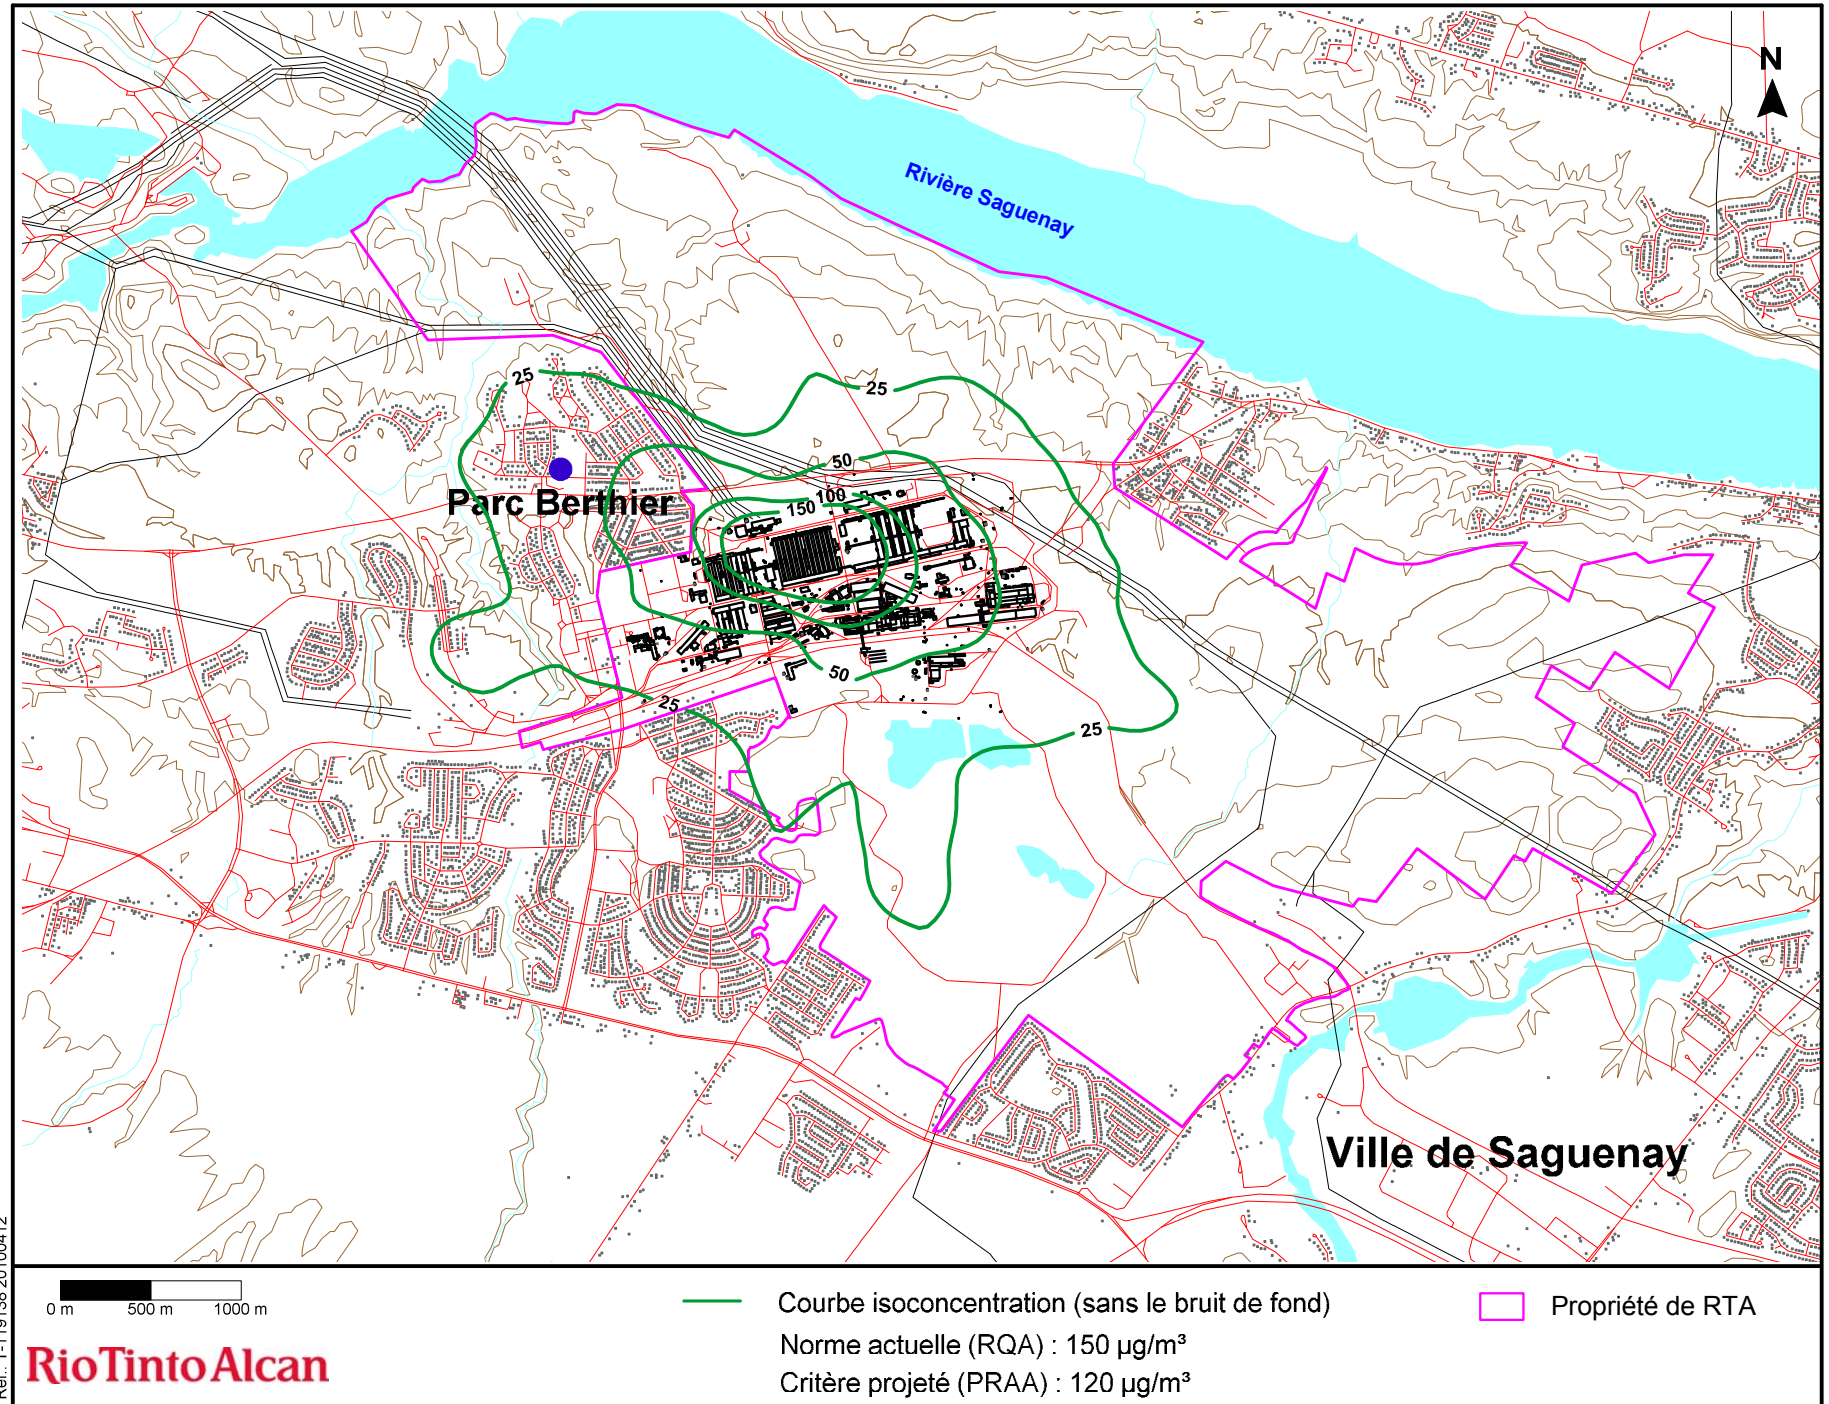 N
Rivière Saguenay
25
25
50
100
150
Parc Berthier
50
25
25
Ville de Saguenay
0 m 500 m 1000 m
Courbe isoconcentration (sans le bruit de fond)
Propriété de RTA
Norme actuelle (RQA) : 150 µg/m³
Critère projeté (PRAA) : 120 µg/m³
RioTinto Alcan